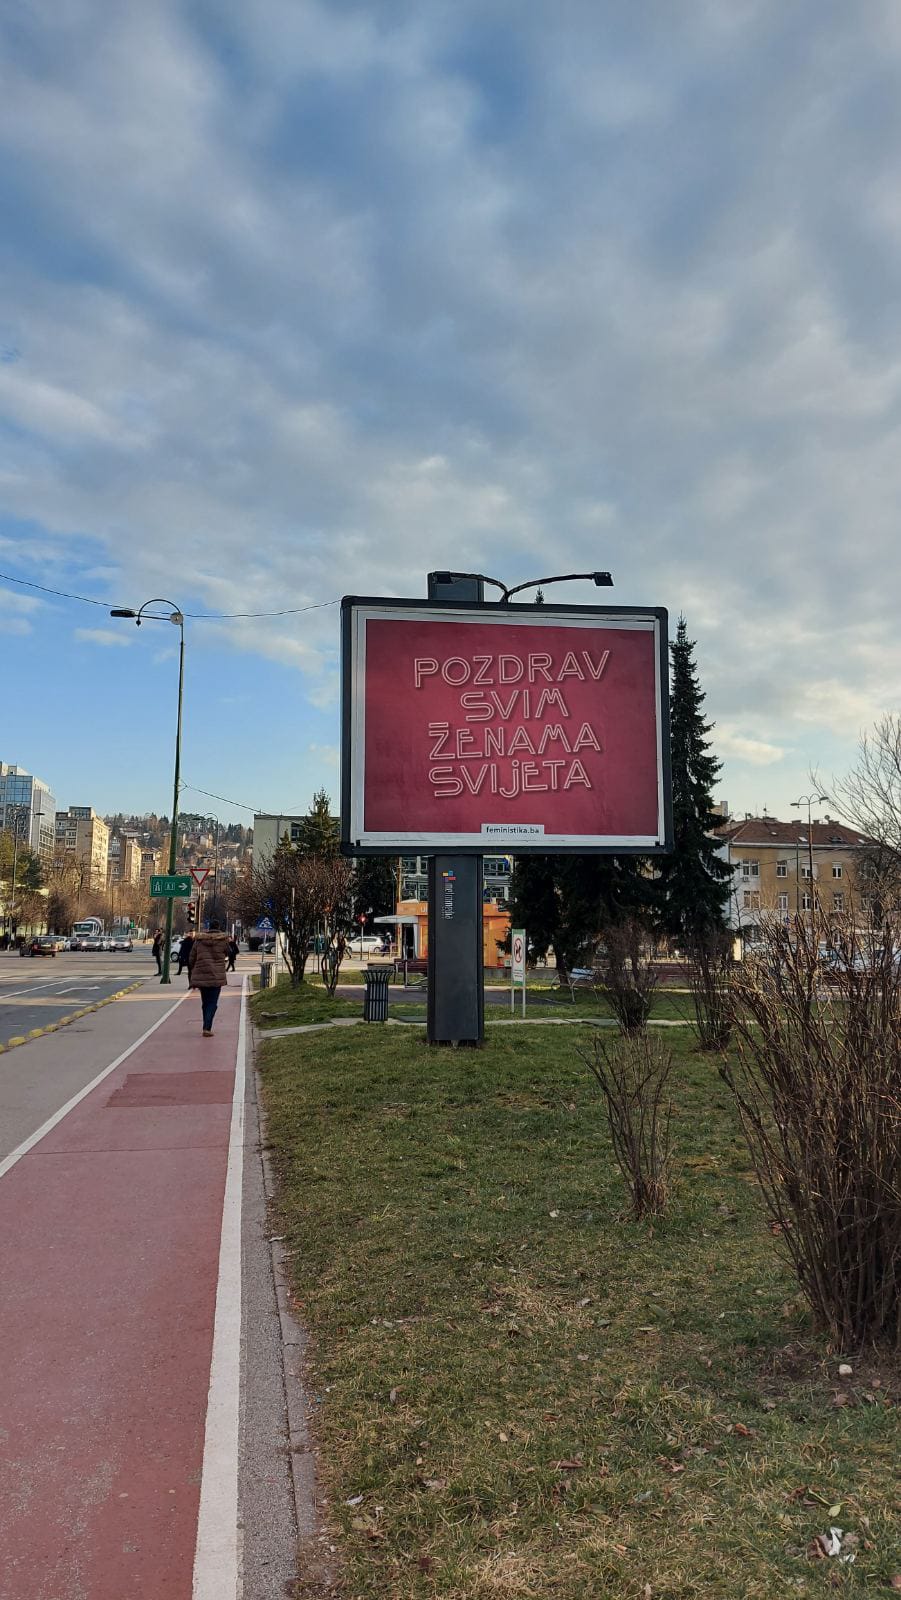 POZDRAV
SVIM
ŽENAMA
SVIJETA
feministika.ba